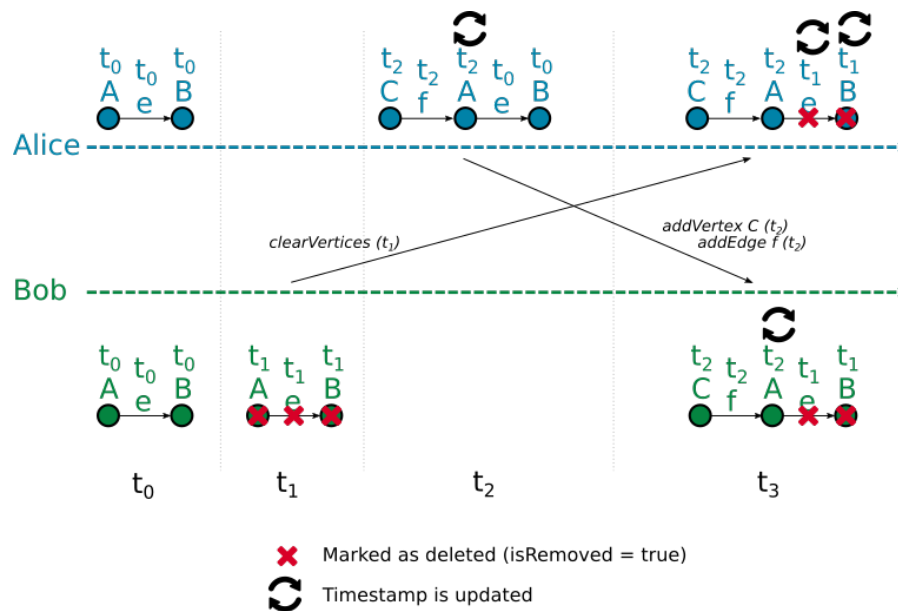 t0 t0 t2 t2 t0 t2 t2 t1
t0 t2 t0 t2 t1
A B C A B C A B
e f e f e
Alice
addVertex C (t2)
clearVertices (t1) addEdge f (t2)
Bob
t0 t0 t1 t1 t2 t2 t1
t0 t1 t2 t1
A B A B C A B
e e f e
t0 t1 t2 t3
Marked as deleted (isRemoved = true)
Timestamp is updated